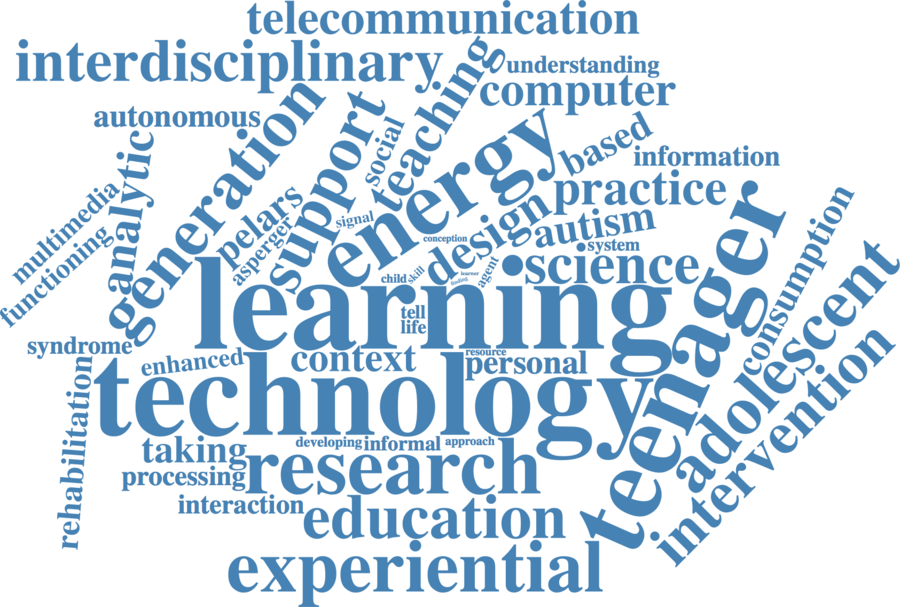 telecommunication
interdisciplinary
understanding
teaching
computer
autonomous
generation
support
social
energy
based
information
analytic
multimedia
functioning
pelars
asperger
signal
conception
design
autism
practice
system
science
teenager
consumption
adolescent
intervention
learning
child
skill
learner
agent
tell
life
syndrome
enhanced
context
resource
personal
technology
rehabilitation
taking
developing
informal
approach
processing
research
interaction
education
experiential